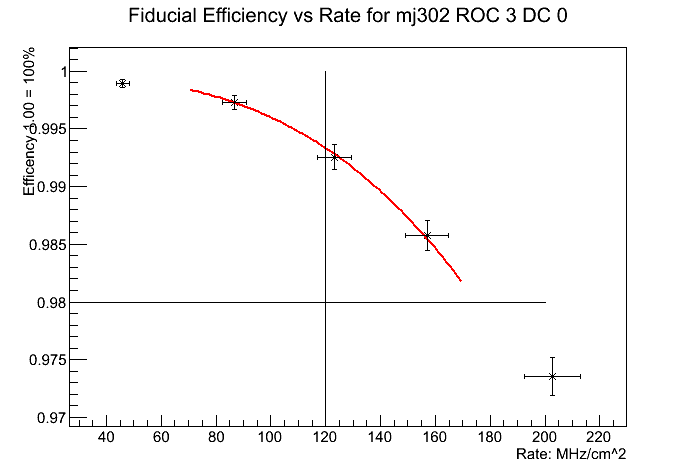 Fiducial Efficiency vs Rate for mj302 ROC 3 DC 0
Efficency 1.00 = 100%
1
0.995
0.99
0.985
0.98
0.975
0.97
40 60 80 100 120 140 160 180 200 220
Rate: MHz/cm^2